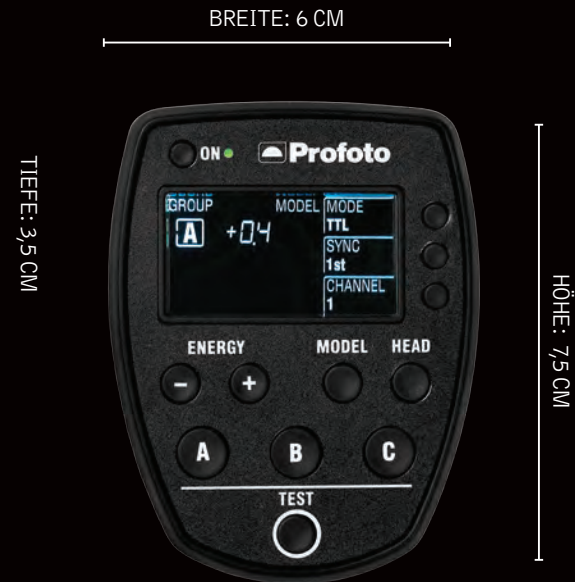 BREITE: 6 CM
TIEFE: 3,5 CM
HÖHE: 7,5 CM
ON
Profoto
GROUP MODEL MODE
A +0.4 TTL
SYNC
1st
CHANNEL
1
ENERGY MODEL HEAD
- +
A B C
TEST